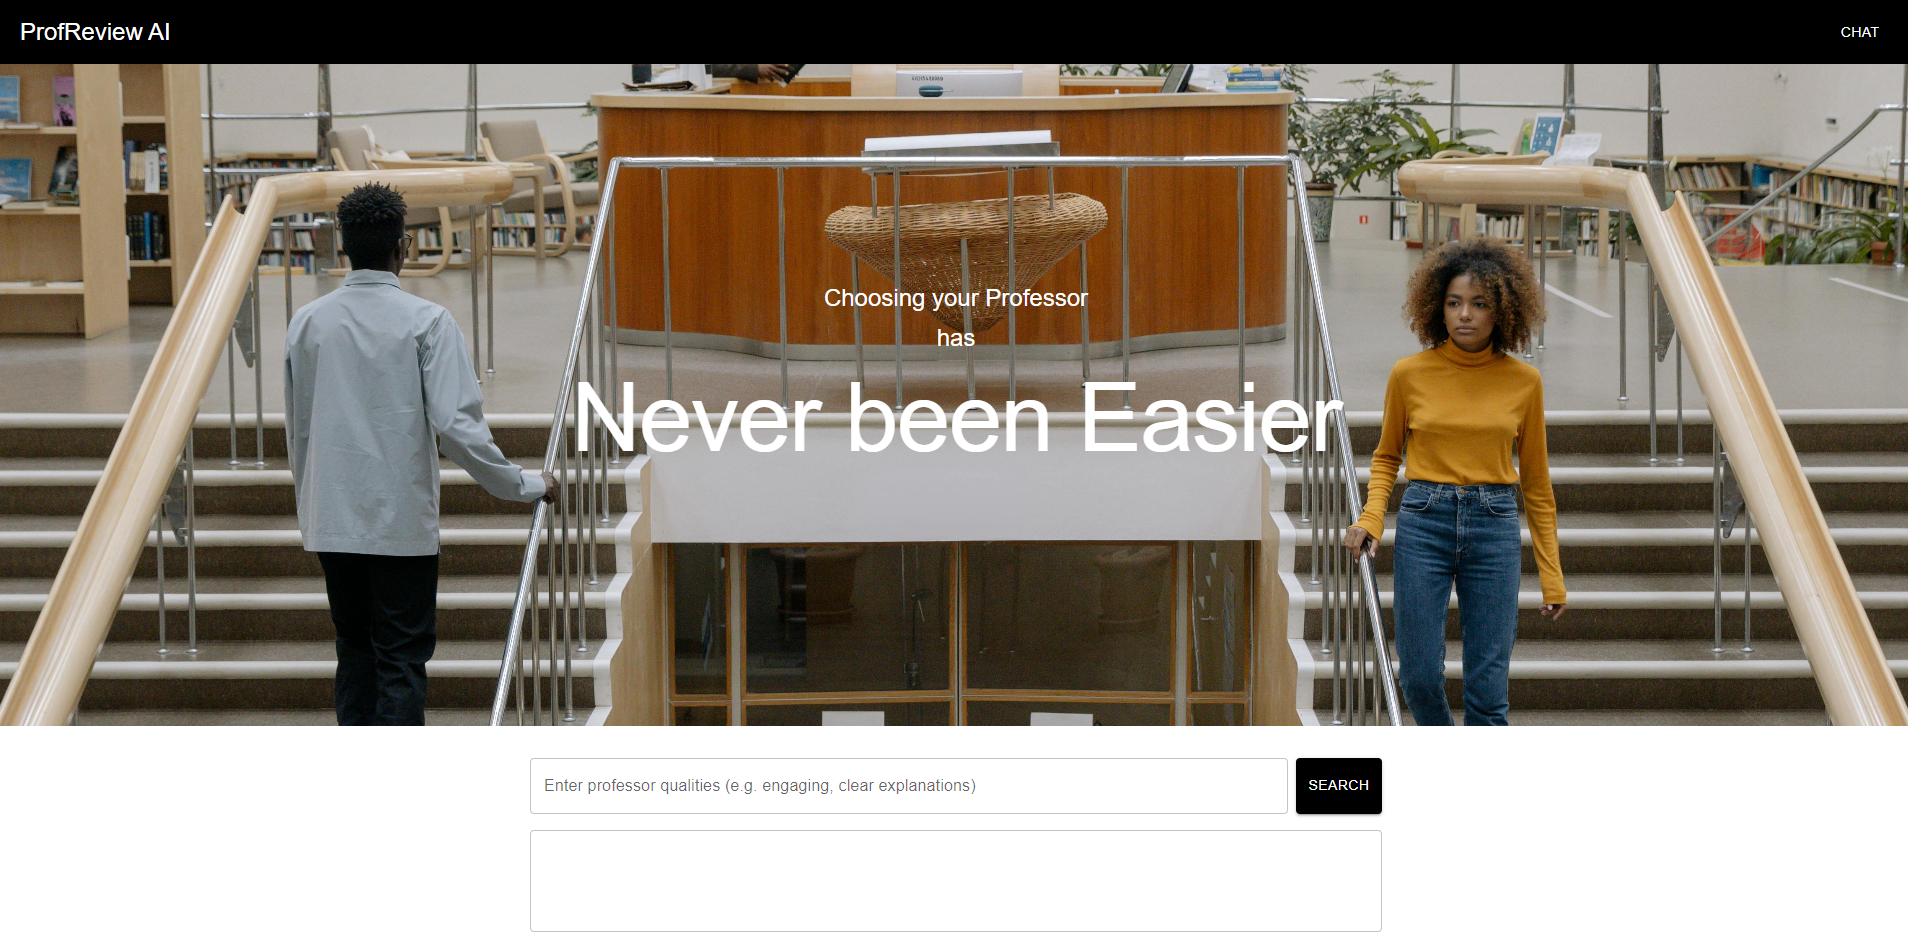 ProfReview AI
CHAT
Choosing your Professor
has
Never been Easier
Enter professor qualities (e.g. engaging, clear explanations)
SEARCH